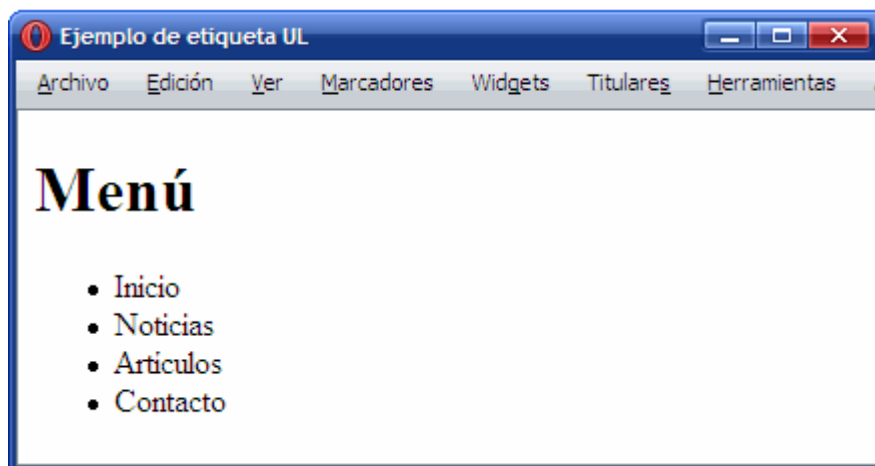 Ejemplo de etiqueta UL
Archivo Edición Ver Marcadores Widgets Titulares Herramientas
Menú
• Inicio
• Noticias
• Artículos
• Contacto